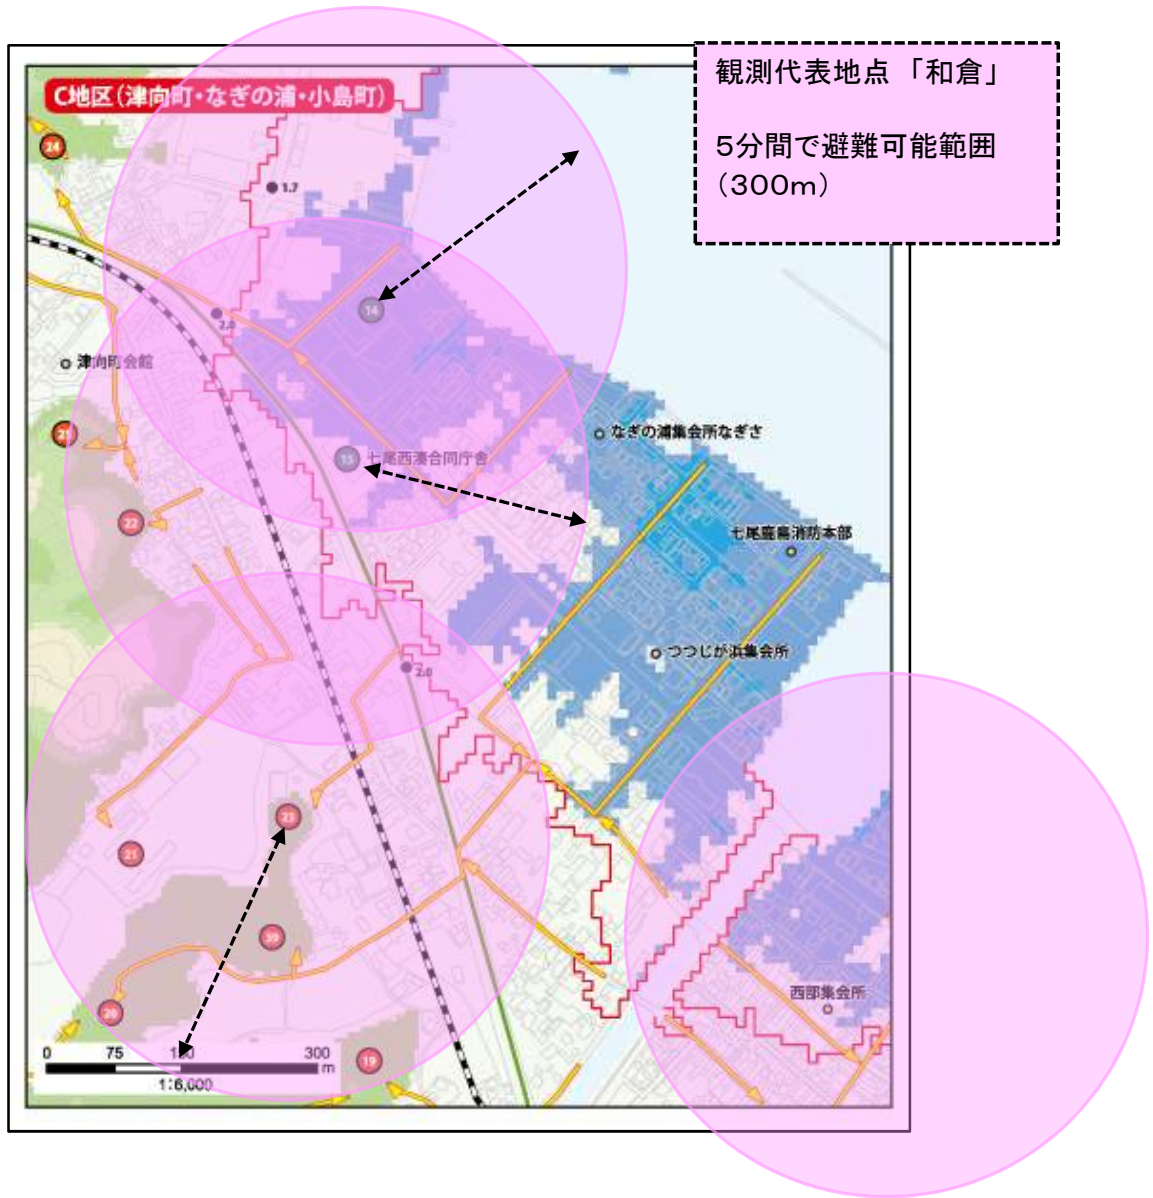 観測代表地点 「和倉」
5分間で避難可能範囲
(300m)
C地区(津向町・なぎの浦・小島町)
24
1.7
14
2.0
津向町会館
なぎの浦集会所なぎさ
15
七尾西湊合同庁舎
22
七尾鹿島消防本部
つつじが浜集会所
2.0
23
21
39
西部集会所
20
19
0 75 150 300
m
1:6,000